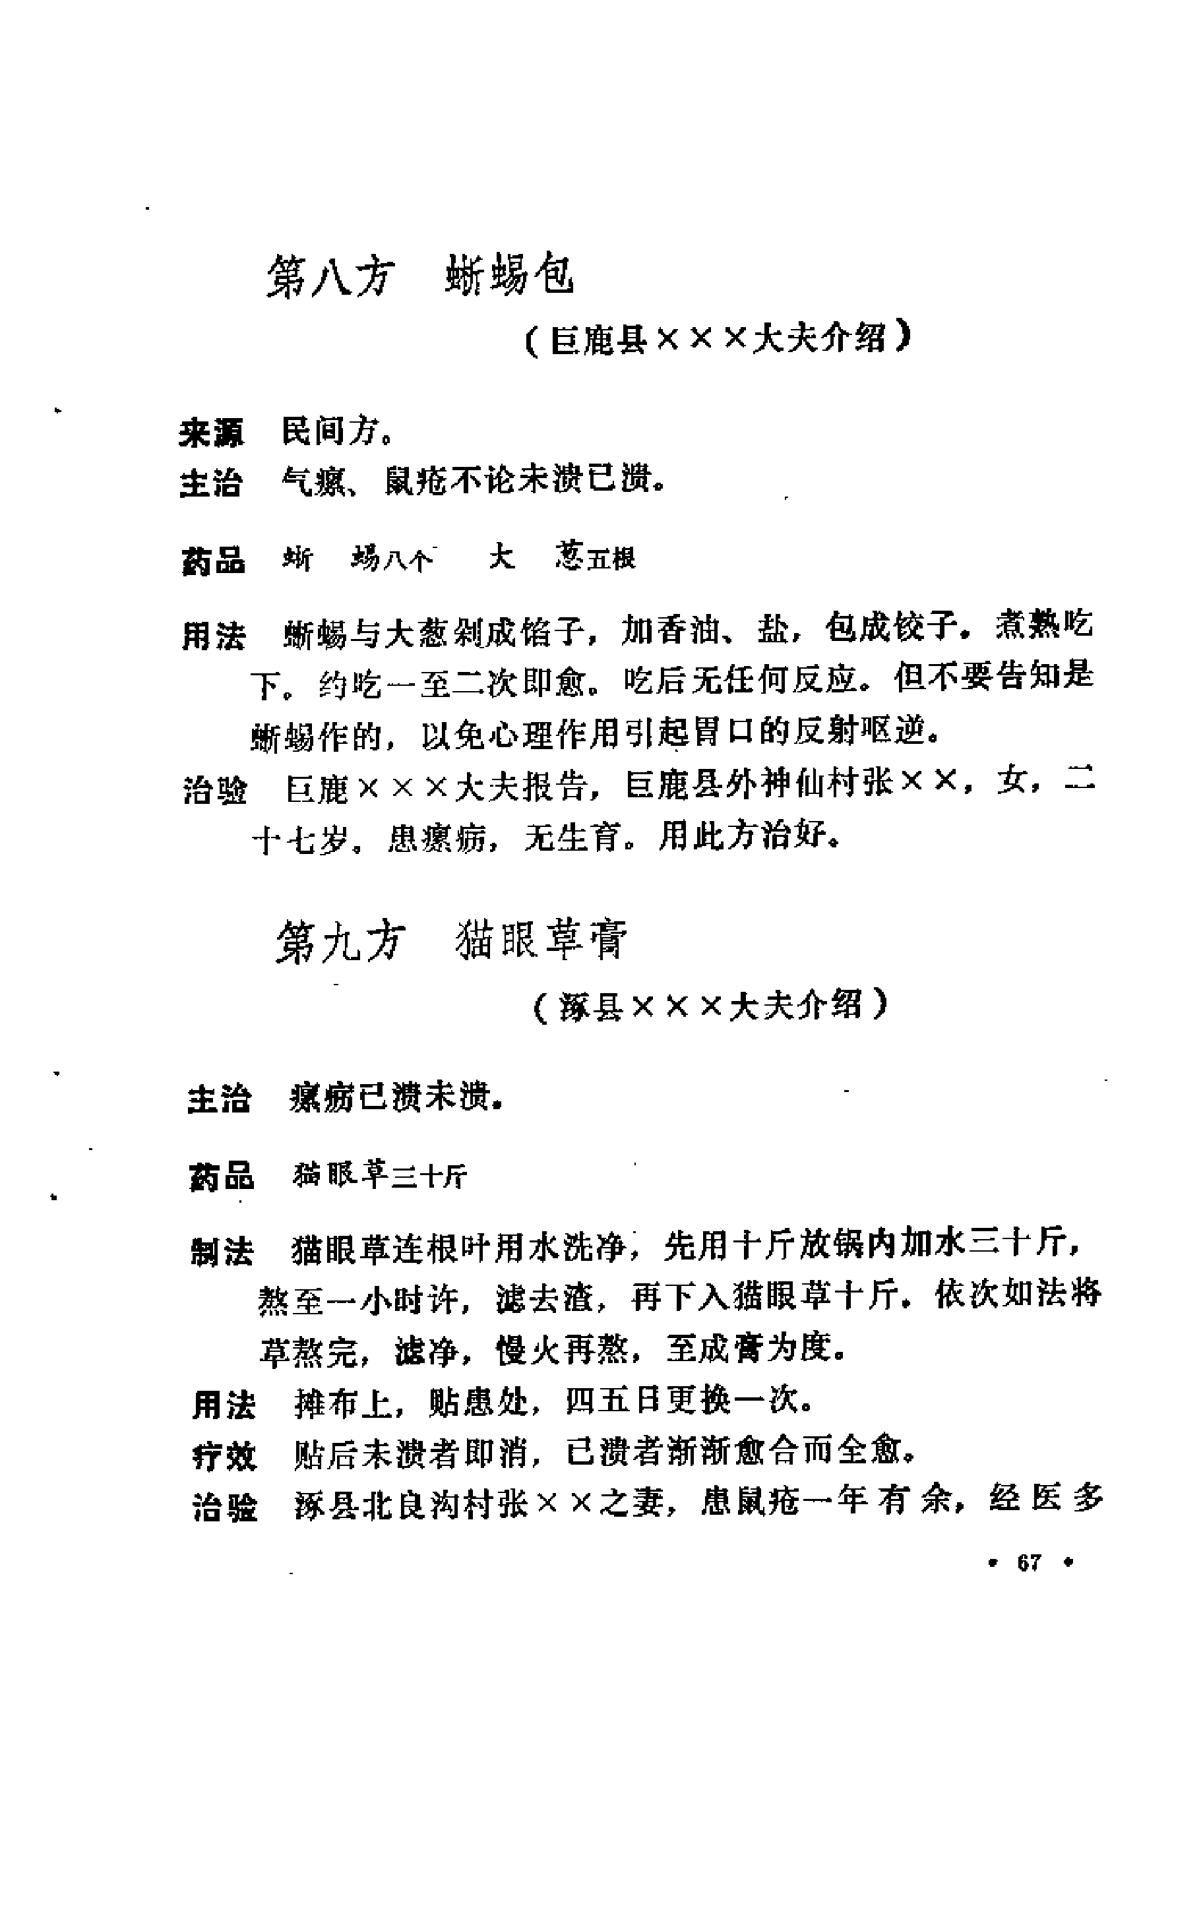 第八方　蜥蜴包
（巨鹿县×××大夫介绍）
来源　民间方。
主治　气瘰、鼠疮不论未溃已溃。
药品　蜥　蜴八个　大　葱五根
用法　蜥蜴与大葱剁成馅子，加香油、盐，包成饺子。煮熟吃
下。约吃一至二次即愈。吃后无任何反应。但不要告知是
蜥蜴作的，以免心理作用引起胃口的反射呕逆。
治验　巨鹿×××大夫报告，巨鹿县外神仙村张××，女，二
十七岁。患瘰疬，无生育。用此方治好。
第九方　猫眼草膏
（涿县×××大夫介绍）
主治　瘰疬已溃未溃。
药品　猫眼草三十斤
制法　猫眼草连根叶用水洗净，先用十斤放锅内加水三十斤，
熬至一小时许，滤去渣，再下入猫眼草十斤。依次如法将
草熬完，滤净，慢火再熬，至成膏为度。
用法　摊布上，贴患处，四五日更换一次。
疗效　贴后未溃者即消，已溃者渐渐愈合而全愈。
治验　涿县北良沟村张××之妻，患鼠疮一年有余，经医多
• 67 •